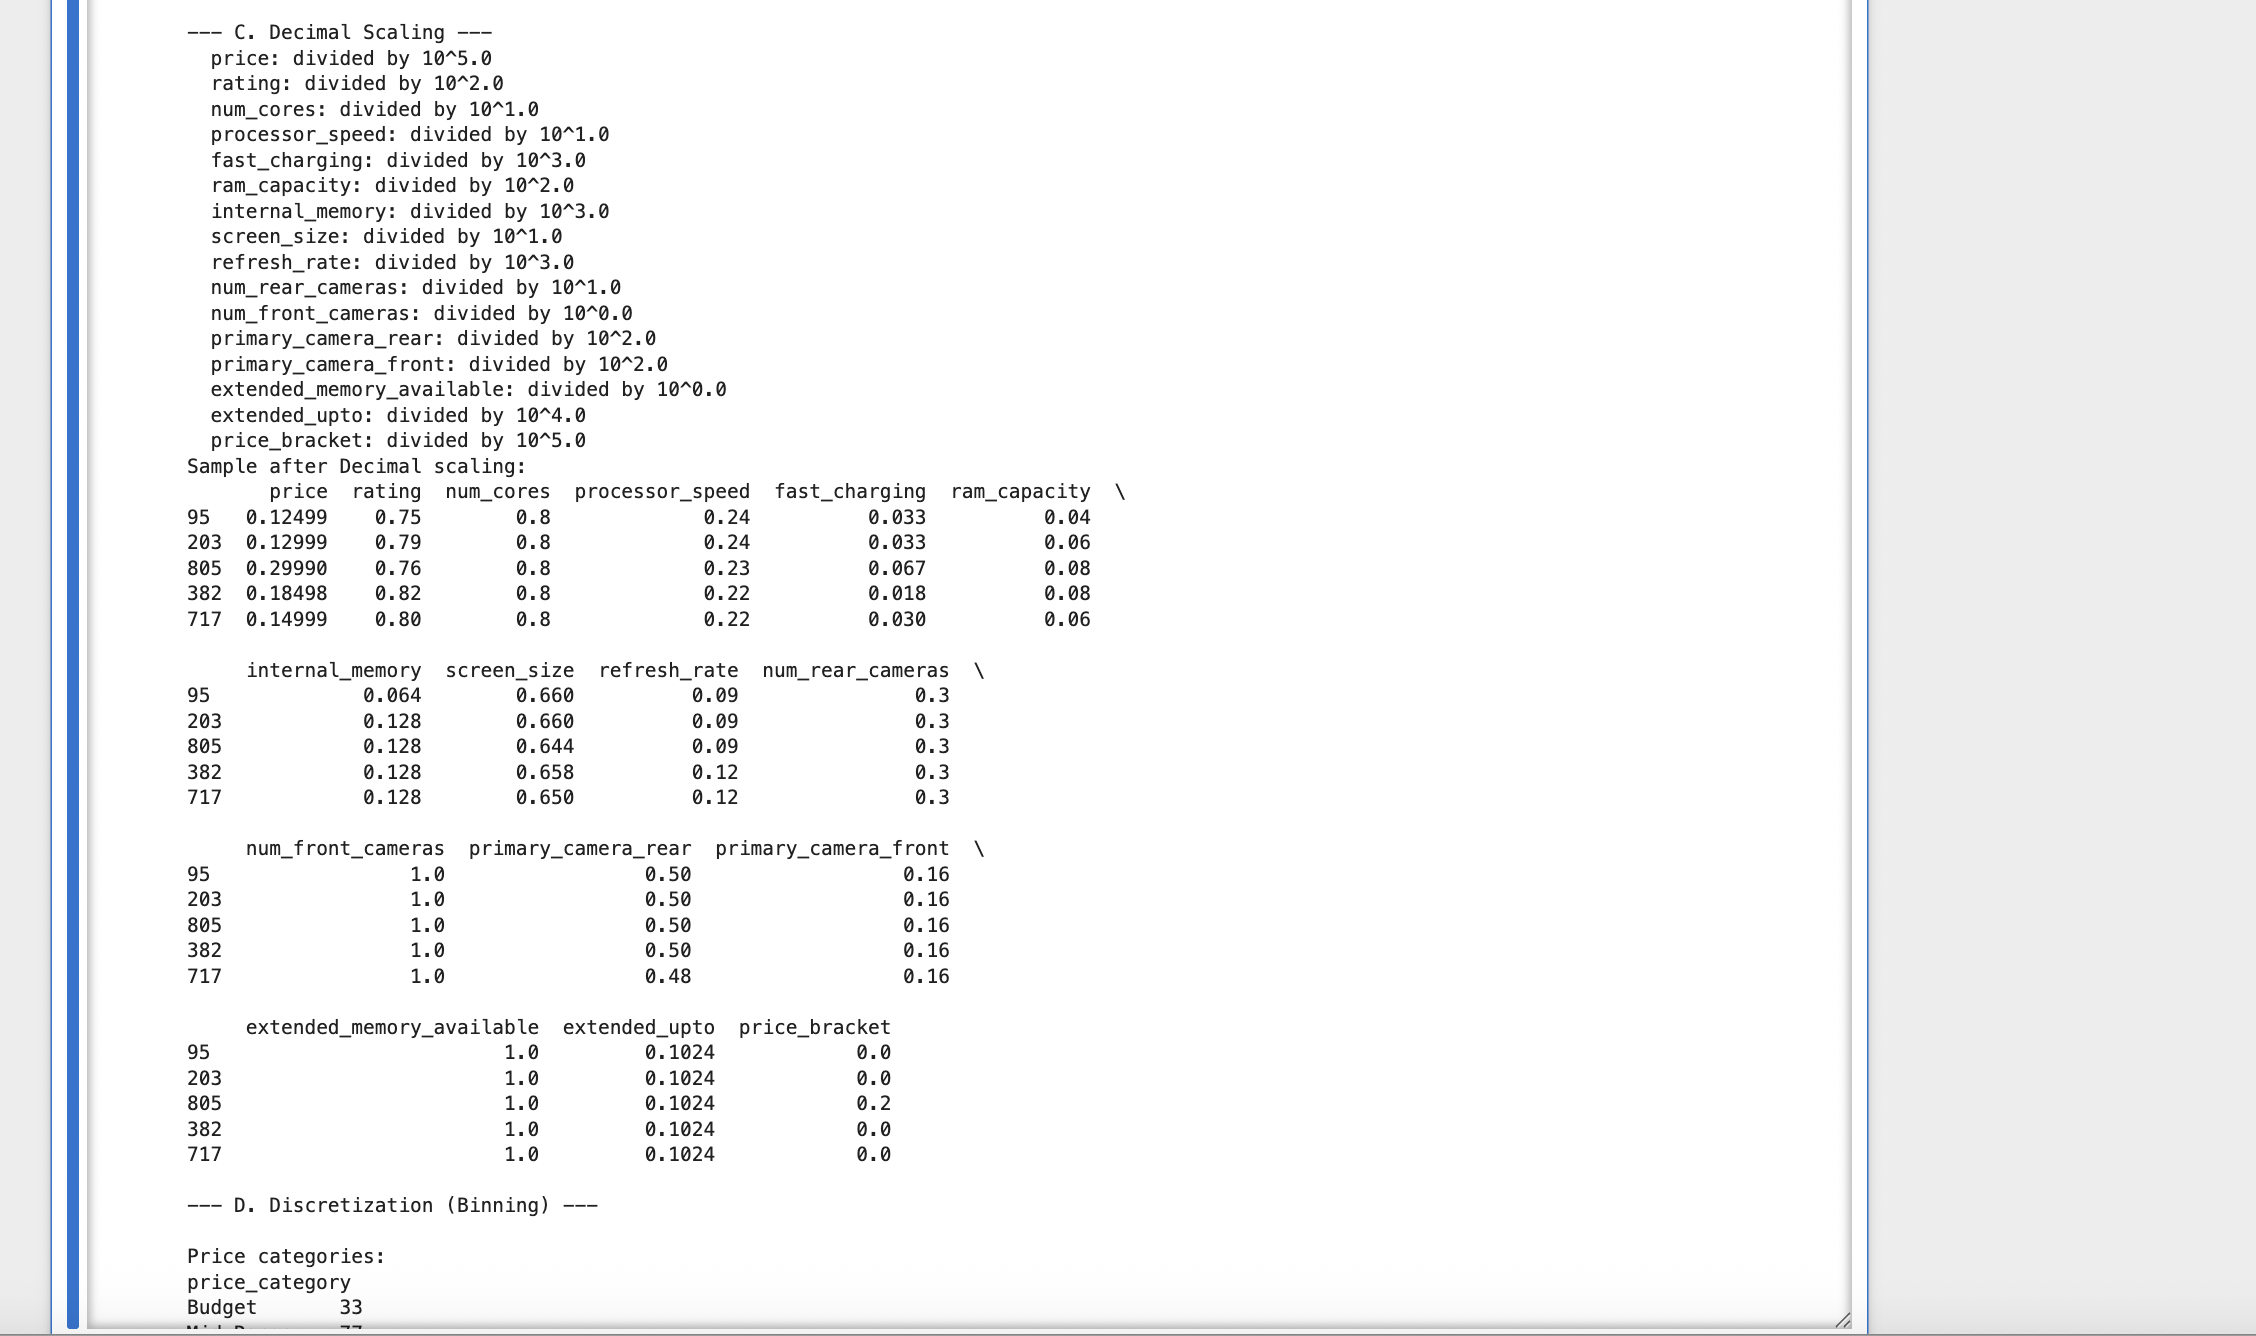 --- C. Decimal Scaling ---
  price: divided by 10^5.0
  rating: divided by 10^2.0
  num_cores: divided by 10^1.0
  processor_speed: divided by 10^1.0
  fast_charging: divided by 10^3.0
  ram_capacity: divided by 10^2.0
  internal_memory: divided by 10^3.0
  screen_size: divided by 10^1.0
  refresh_rate: divided by 10^3.0
  num_rear_cameras: divided by 10^1.0
  num_front_cameras: divided by 10^0.0
  primary_camera_rear: divided by 10^2.0
  primary_camera_front: divided by 10^2.0
  extended_memory_available: divided by 10^0.0
  extended_upto: divided by 10^4.0
  price_bracket: divided by 10^5.0
Sample after Decimal scaling:
       price  rating  num_cores  processor_speed  fast_charging  ram_capacity  \
95   0.12499    0.75        0.8             0.24          0.033          0.04
203  0.12999    0.79        0.8             0.24          0.033          0.06
805  0.29990    0.76        0.8             0.23          0.067          0.08
382  0.18498    0.82        0.8             0.22          0.018          0.08
717  0.14999    0.80        0.8             0.22          0.030          0.06
     internal_memory  screen_size  refresh_rate  num_rear_cameras  \
95             0.064        0.660          0.09               0.3
203            0.128        0.660          0.09               0.3
805            0.128        0.644          0.09               0.3
382            0.128        0.658          0.12               0.3
717            0.128        0.650          0.12               0.3
     num_front_cameras  primary_camera_rear  primary_camera_front  \
95                 1.0                 0.50                  0.16
203                1.0                 0.50                  0.16
805                1.0                 0.50                  0.16
382                1.0                 0.50                  0.16
717                1.0                 0.48                  0.16
     extended_memory_available  extended_upto  price_bracket
95                         1.0         0.1024            0.0
203                        1.0         0.1024            0.0
805                        1.0         0.1024            0.2
382                        1.0         0.1024            0.0
717                        1.0         0.1024            0.0
--- D. Discretization (Binning) ---
Price categories:
price_category
Budget       33